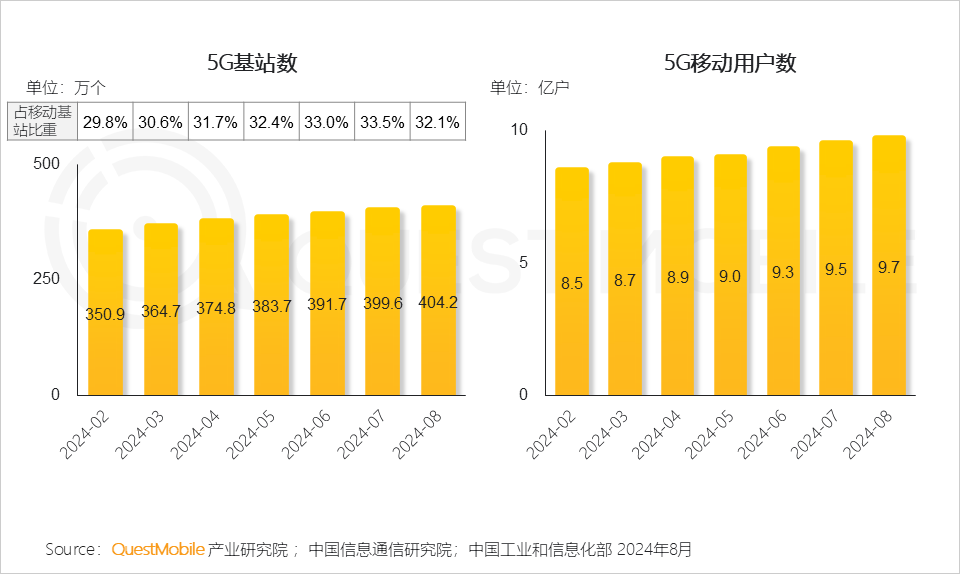 5G基站数
单位：万个
占移动基站比重 29.8% 30.6% 31.7% 32.4% 33.0% 33.5% 32.1%
500
250
0
350.9 364.7 374.8 383.7 391.7 399.6 404.2
2024-02 2024-03 2024-04 2024-05 2024-06 2024-07 2024-08
5G移动用户数
单位：亿户
10
5
0
8.5 8.7 8.9 9.0 9.3 9.5 9.7
2024-02 2024-03 2024-04 2024-05 2024-06 2024-07 2024-08
QUESTMOBILE
Source：QuestMobile 产业研究院 ；中国信息通信研究院；中国工业和信息化部 2024年8月